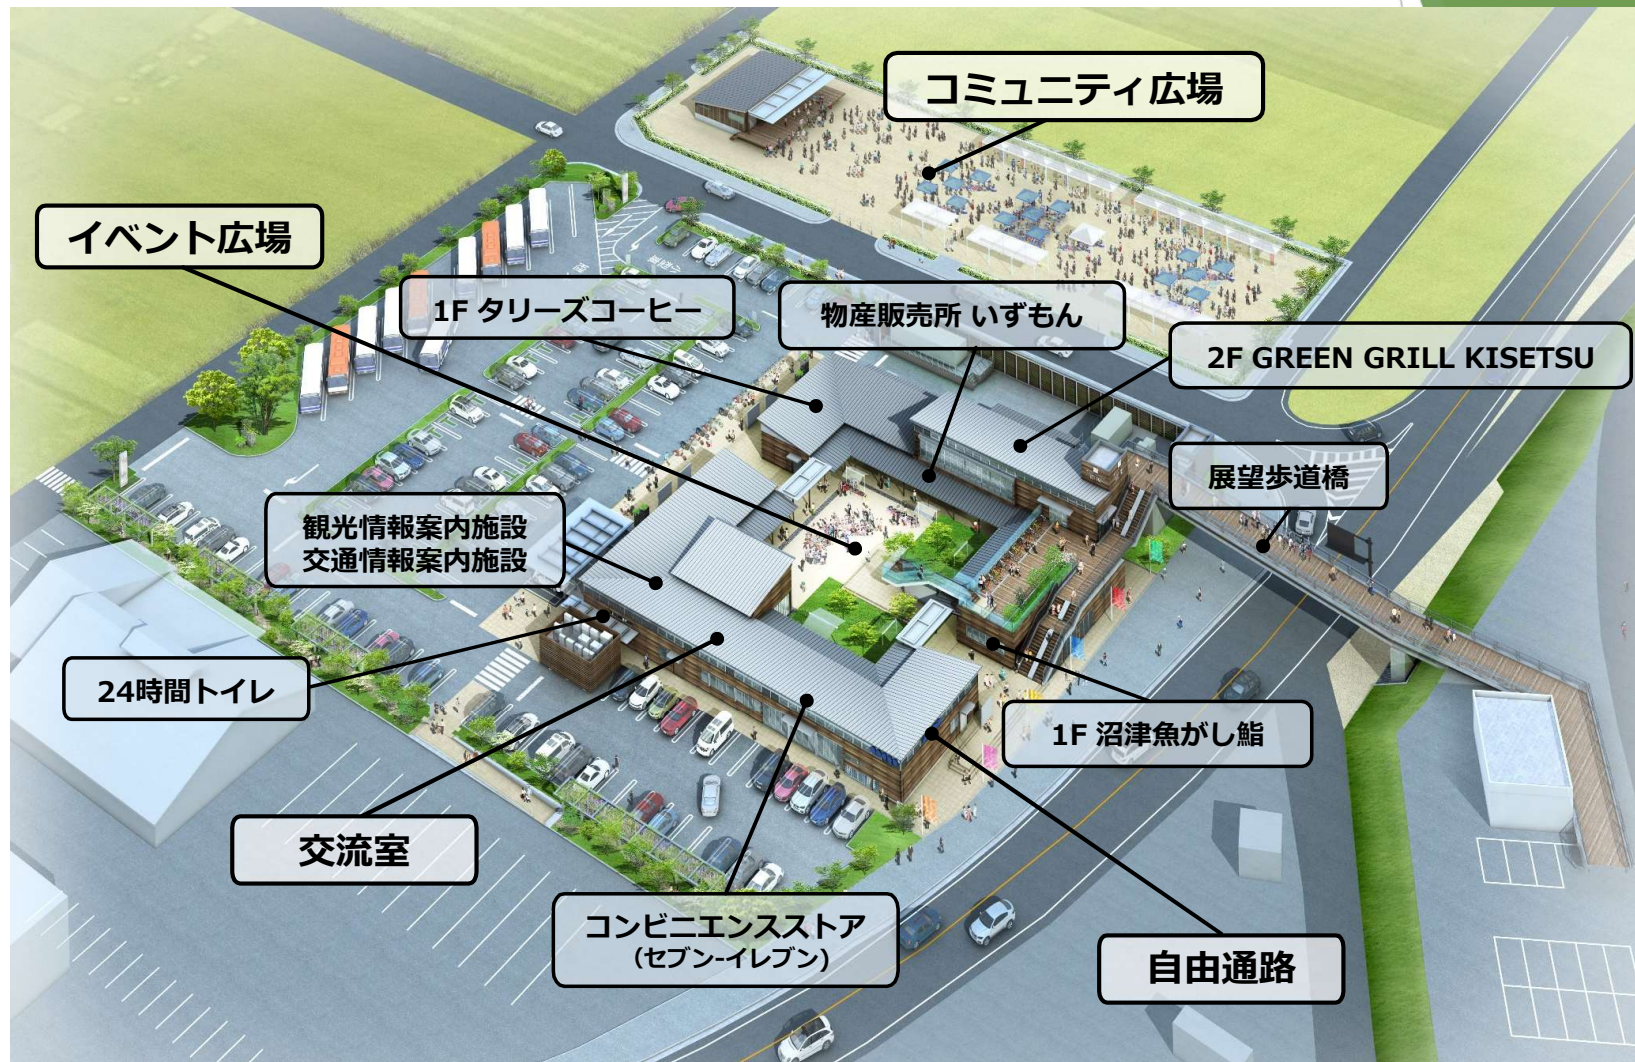 コミュニティ広場
イベント広場
1F タリーズコーヒー
物産販売所 いずもん
2F GREEN GRILL KISETSU
展望歩道橋
観光情報案内施設
交通情報案内施設
24時間トイレ
1F 沼津魚がし鮨
交流室
コンビニエンスストア
(セブン-イレブン)
自由通路